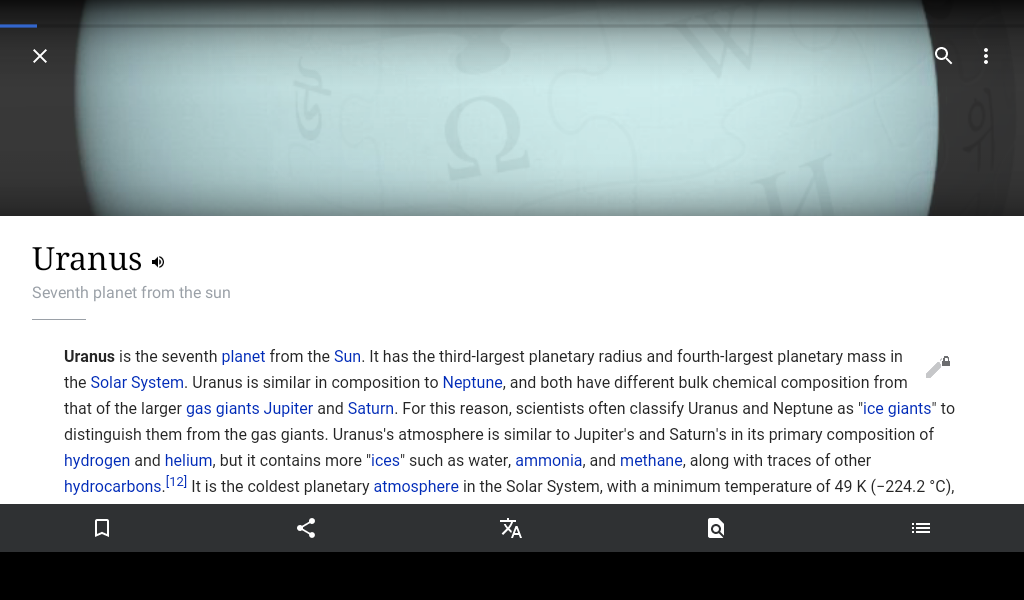 Uranus
Seventh planet from the sun
Uranus is the seventh planet from the Sun. It has the third-largest planetary radius and fourth-largest planetary mass in
the Solar System. Uranus is similar in composition to Neptune, and both have different bulk chemical composition from
that of the larger gas giants Jupiter and Saturn. For this reason, scientists often classify Uranus and Neptune as "ice giants" to
distinguish them from the gas giants. Uranus's atmosphere is similar to Jupiter's and Saturn's in its primary composition of
hydrogen and helium, but it contains more "ices" such as water, ammonia, and methane, along with traces of other
hydrocarbons.[12] It is the coldest planetary atmosphere in the Solar System, with a minimum temperature of 49 K (−224.2 °C),